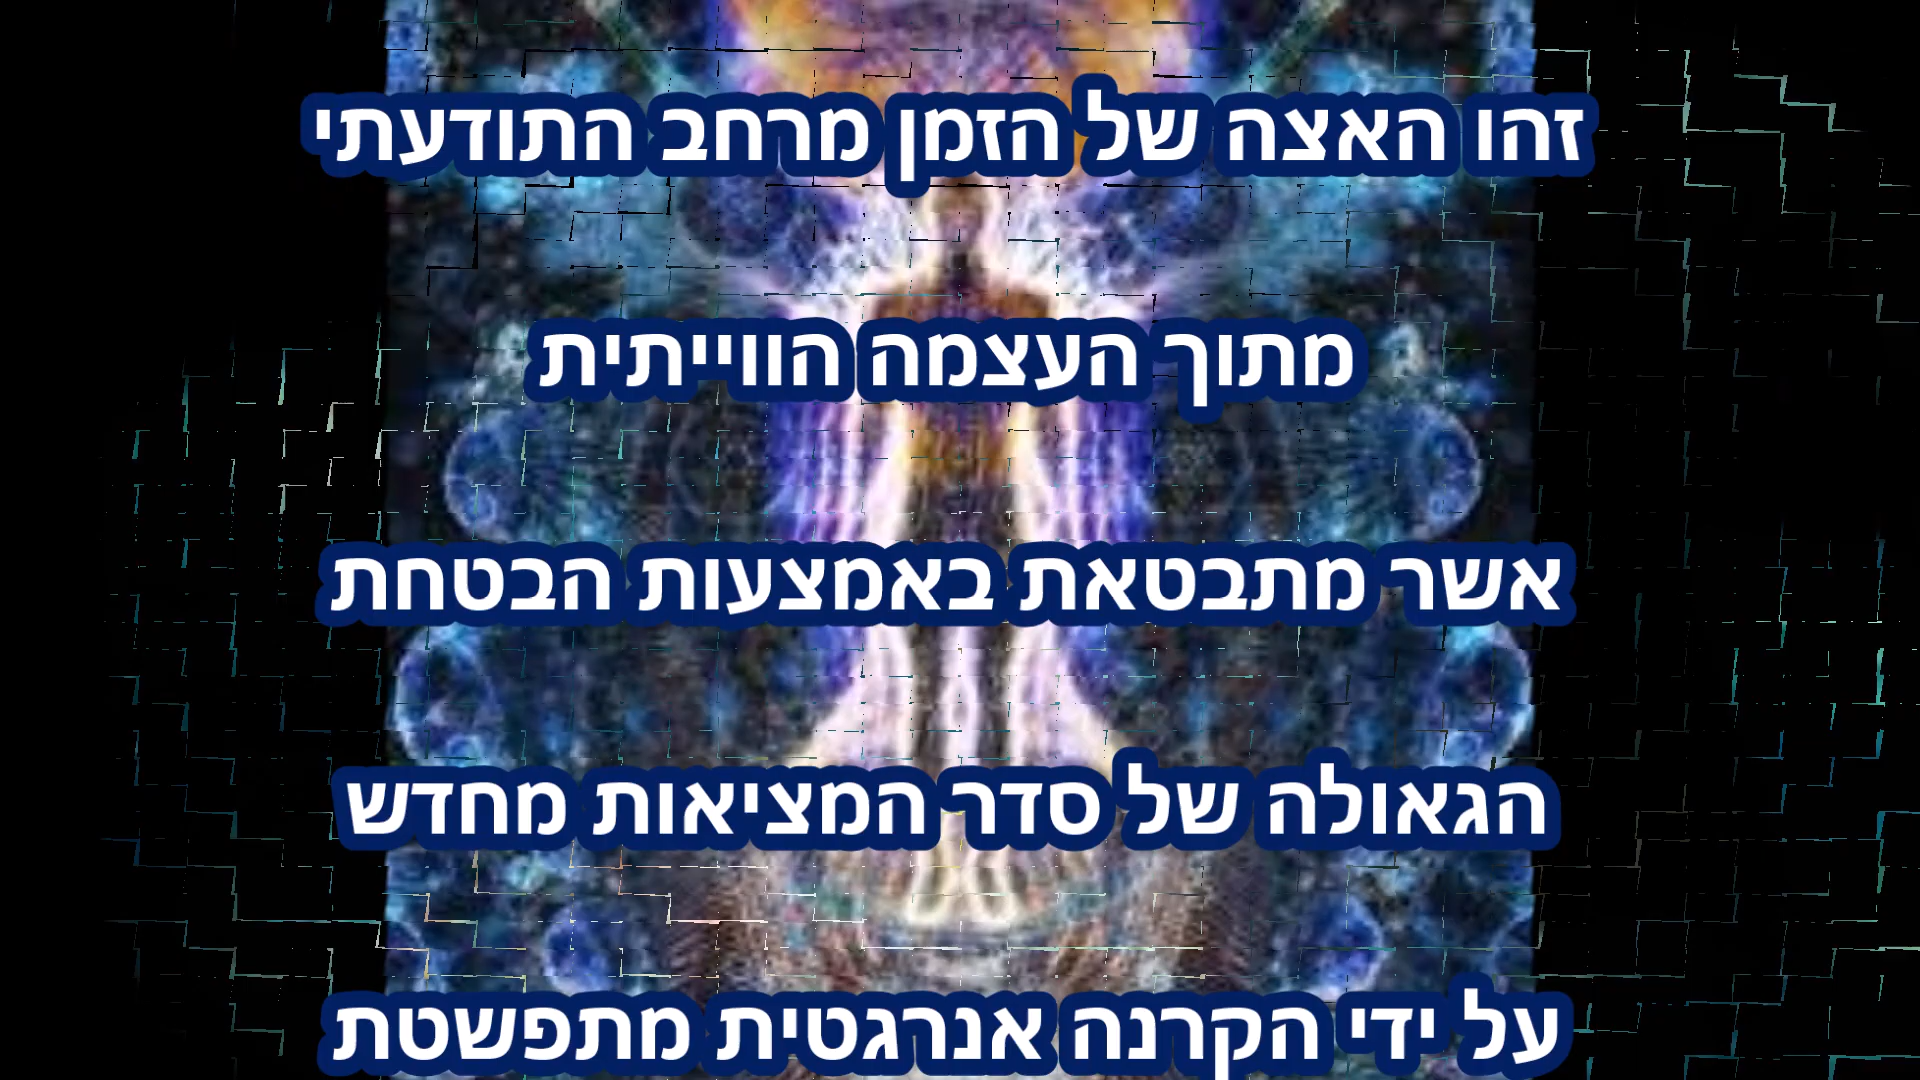 זהו האצה של הזמן מרחב התודעתי
מתוך העצמה הווייתית
אשר מתבטאת באמצעות הבטחת
הגאולה של סדר המציאות מחדש
על ידי הקרנה אנרגטית מתפשטת